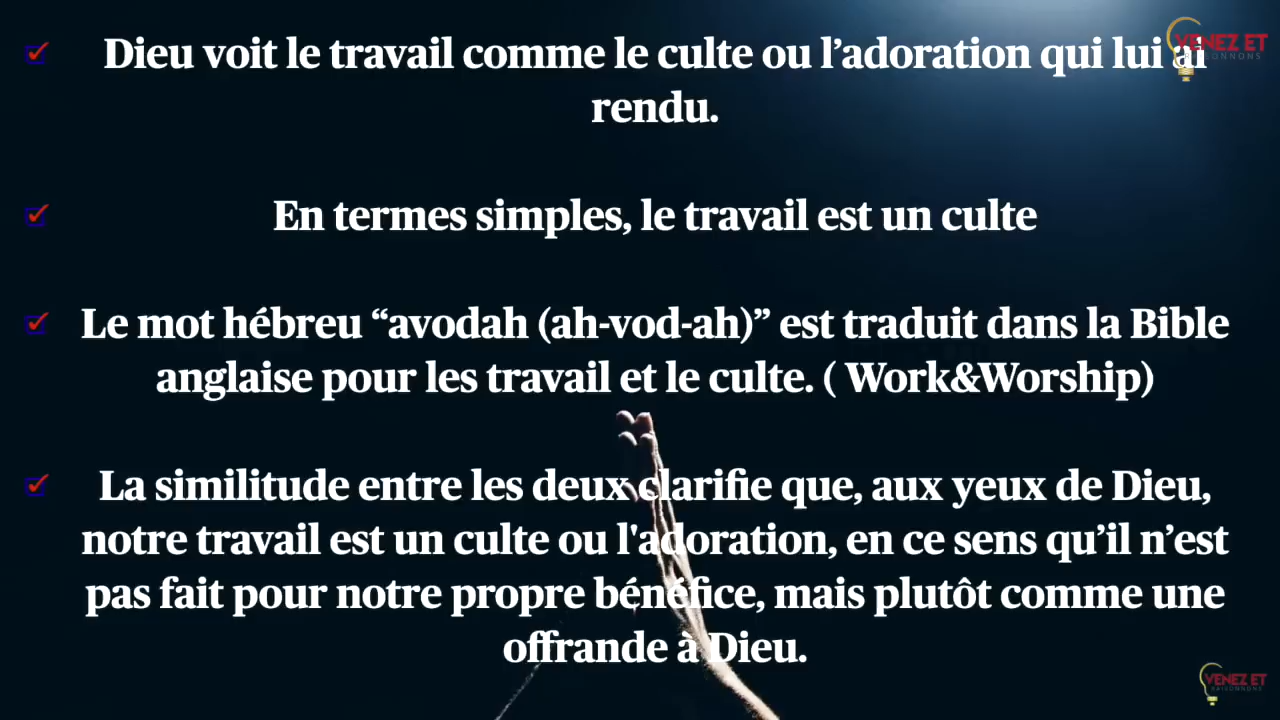 Dieu voit le travail comme le culte ou l’adoration qui lui ai
rendu.
En termes simples, le travail est un culte
Le mot hébreu “avodah (ah-vod-ah)” est traduit dans la Bible
anglaise pour les travail et le culte. ( Work&Worship)
La similitude entre les deux clarifie que, aux yeux de Dieu,
notre travail est un culte ou l'adoration, en ce sens qu’il n’est
pas fait pour notre propre bénéfice, mais plutôt comme une
offrande à Dieu.
VENEZ ET
VENEZ ET
RAISONNONS